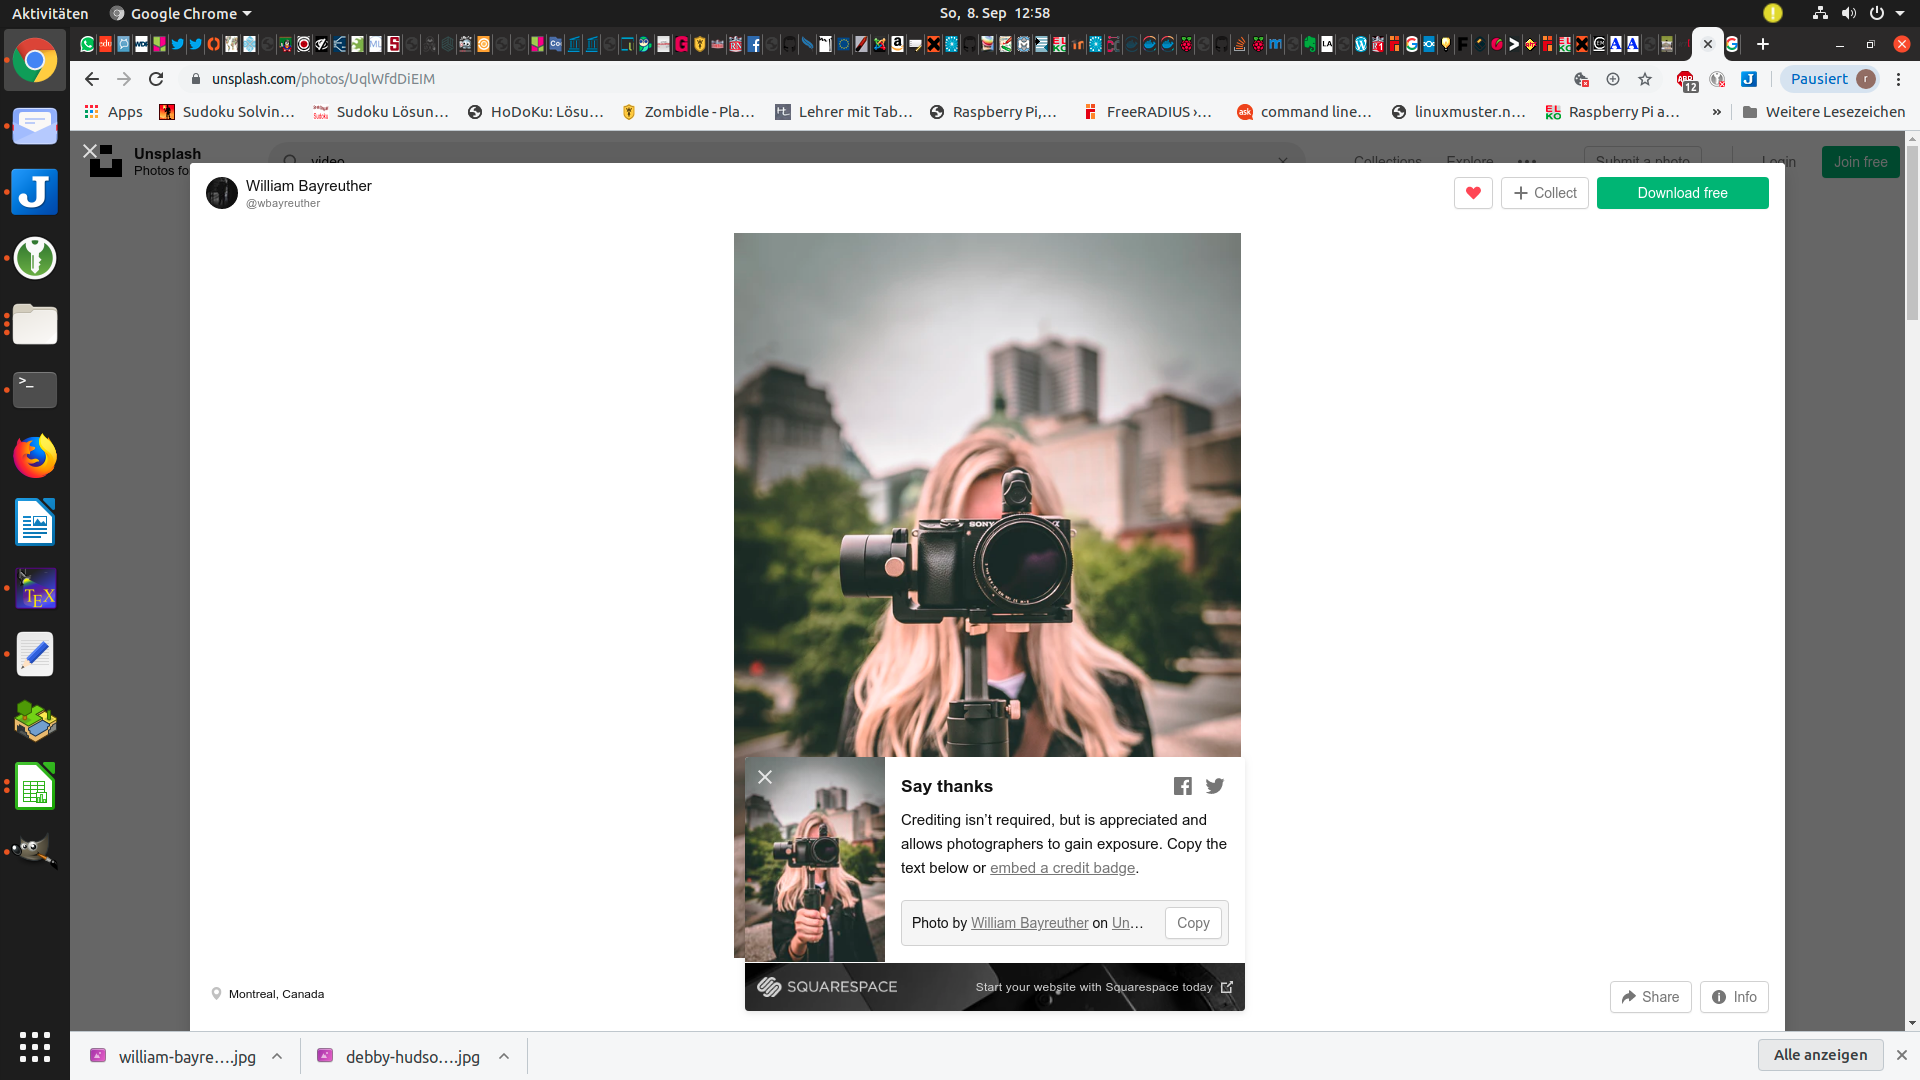 Aktivitäten
Google Chrome
So, 8. Sep 12:58
unsplash.com/photos/UqlWfdDiEIM
12
Pausiert
r
Apps
Sudoku Solvin…
Sudoku Lösun…
HoDoKu: Lösu…
Zombidle - Pla…
Lehrer mit Tab…
Raspberry Pi,…
FreeRADIUS ›…
command line…
linuxmuster.n…
Raspberry Pi a…
»
Weitere Lesezeichen
Unsplash
Photos fo
video
Collections
Explore
Submit a photo
Login
Join free
William Bayreuther
@wbayreuther
Collect
Download free
SONY
Say thanks
Crediting isn't required, but is appreciated and
allows photographers to gain exposure. Copy the
text below or embed a credit badge.
Photo by William Bayreuther on Un…
Copy
SQUARESPACE
Start your website with Squarespace today
Montreal, Canada
Share
Info
william-bayre….jpg
debby-hudso….jpg
Alle anzeigen